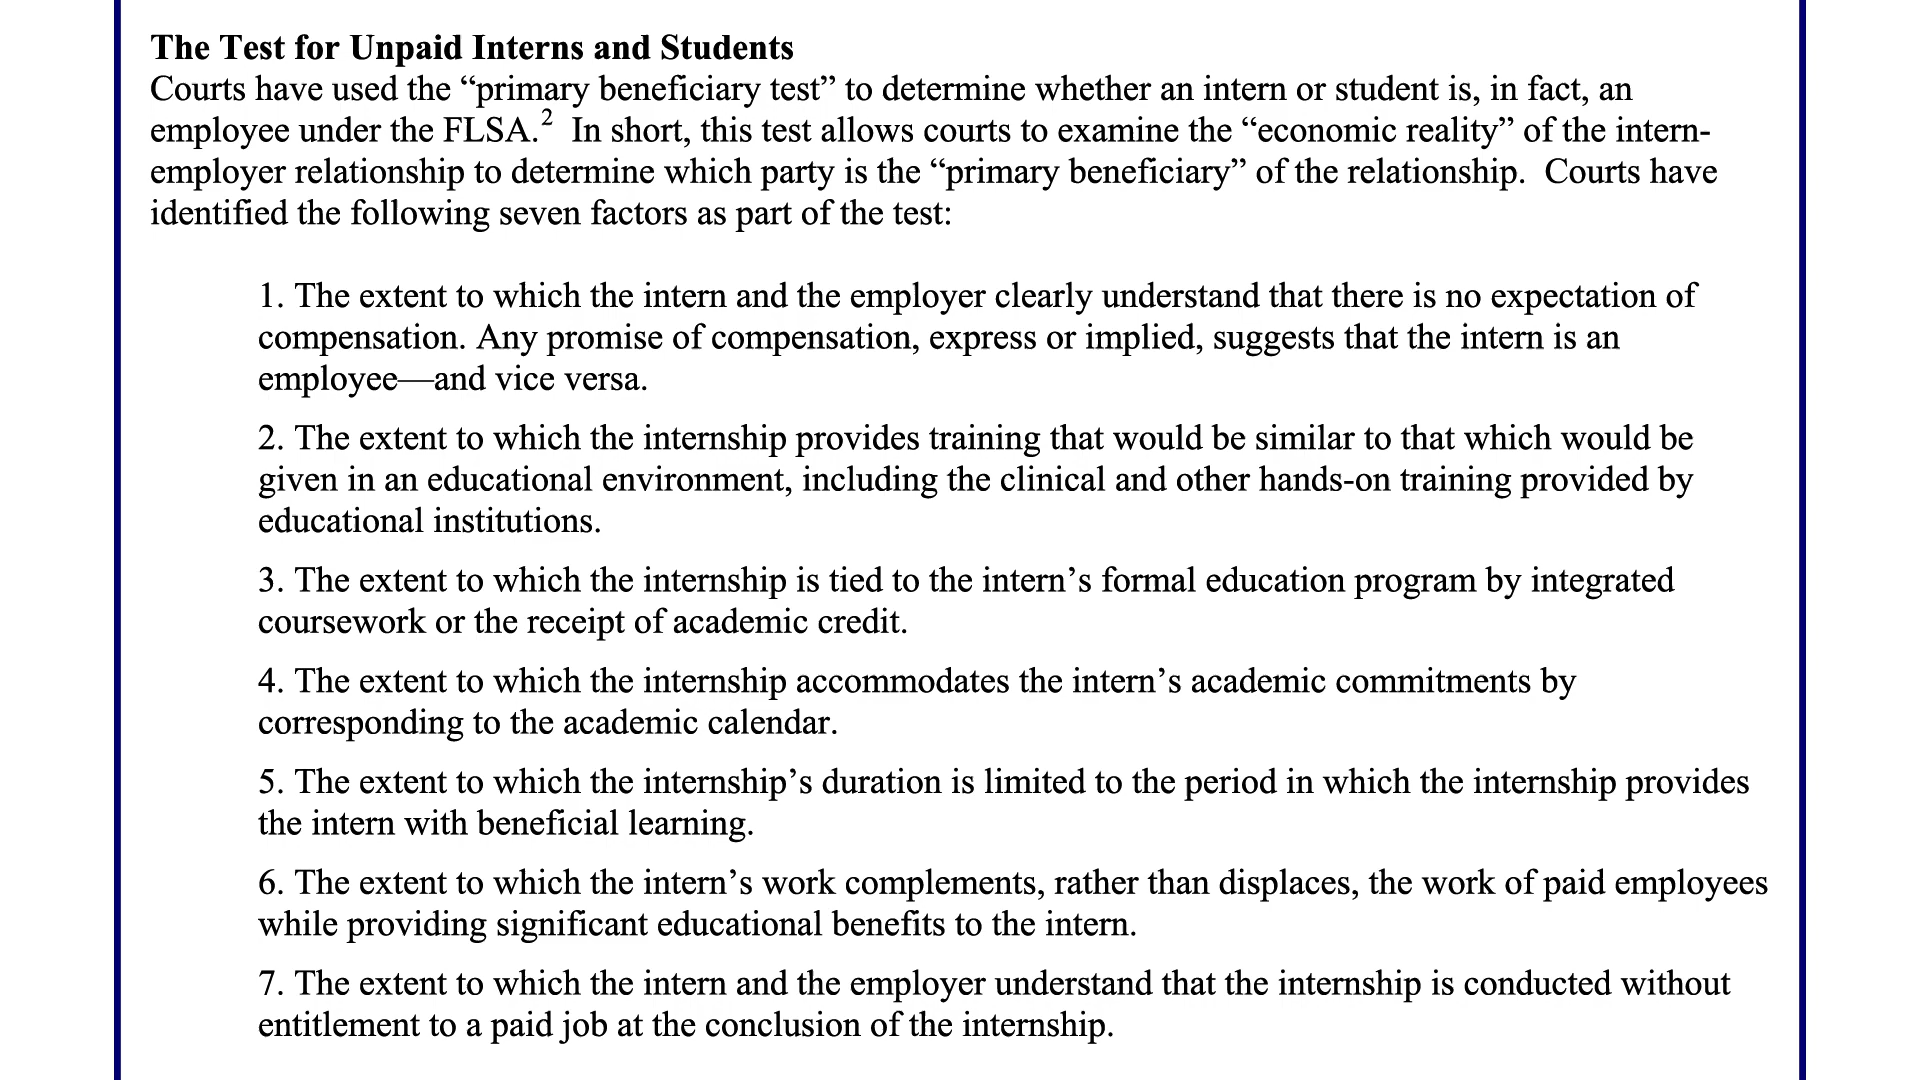 The Test for Unpaid Interns and Students
Courts have used the “primary beneficiary test” to determine whether an intern or student is, in fact, an
employee under the FLSA.2  In short, this test allows courts to examine the “economic reality” of the intern-
employer relationship to determine which party is the “primary beneficiary” of the relationship.  Courts have
identified the following seven factors as part of the test:
1. The extent to which the intern and the employer clearly understand that there is no expectation of
compensation. Any promise of compensation, express or implied, suggests that the intern is an
employee—and vice versa.
2. The extent to which the internship provides training that would be similar to that which would be
given in an educational environment, including the clinical and other hands-on training provided by
educational institutions.
3. The extent to which the internship is tied to the intern’s formal education program by integrated
coursework or the receipt of academic credit.
4. The extent to which the internship accommodates the intern’s academic commitments by
corresponding to the academic calendar.
5. The extent to which the internship’s duration is limited to the period in which the internship provides
the intern with beneficial learning.
6. The extent to which the intern’s work complements, rather than displaces, the work of paid employees
while providing significant educational benefits to the intern.
7. The extent to which the intern and the employer understand that the internship is conducted without
entitlement to a paid job at the conclusion of the internship.